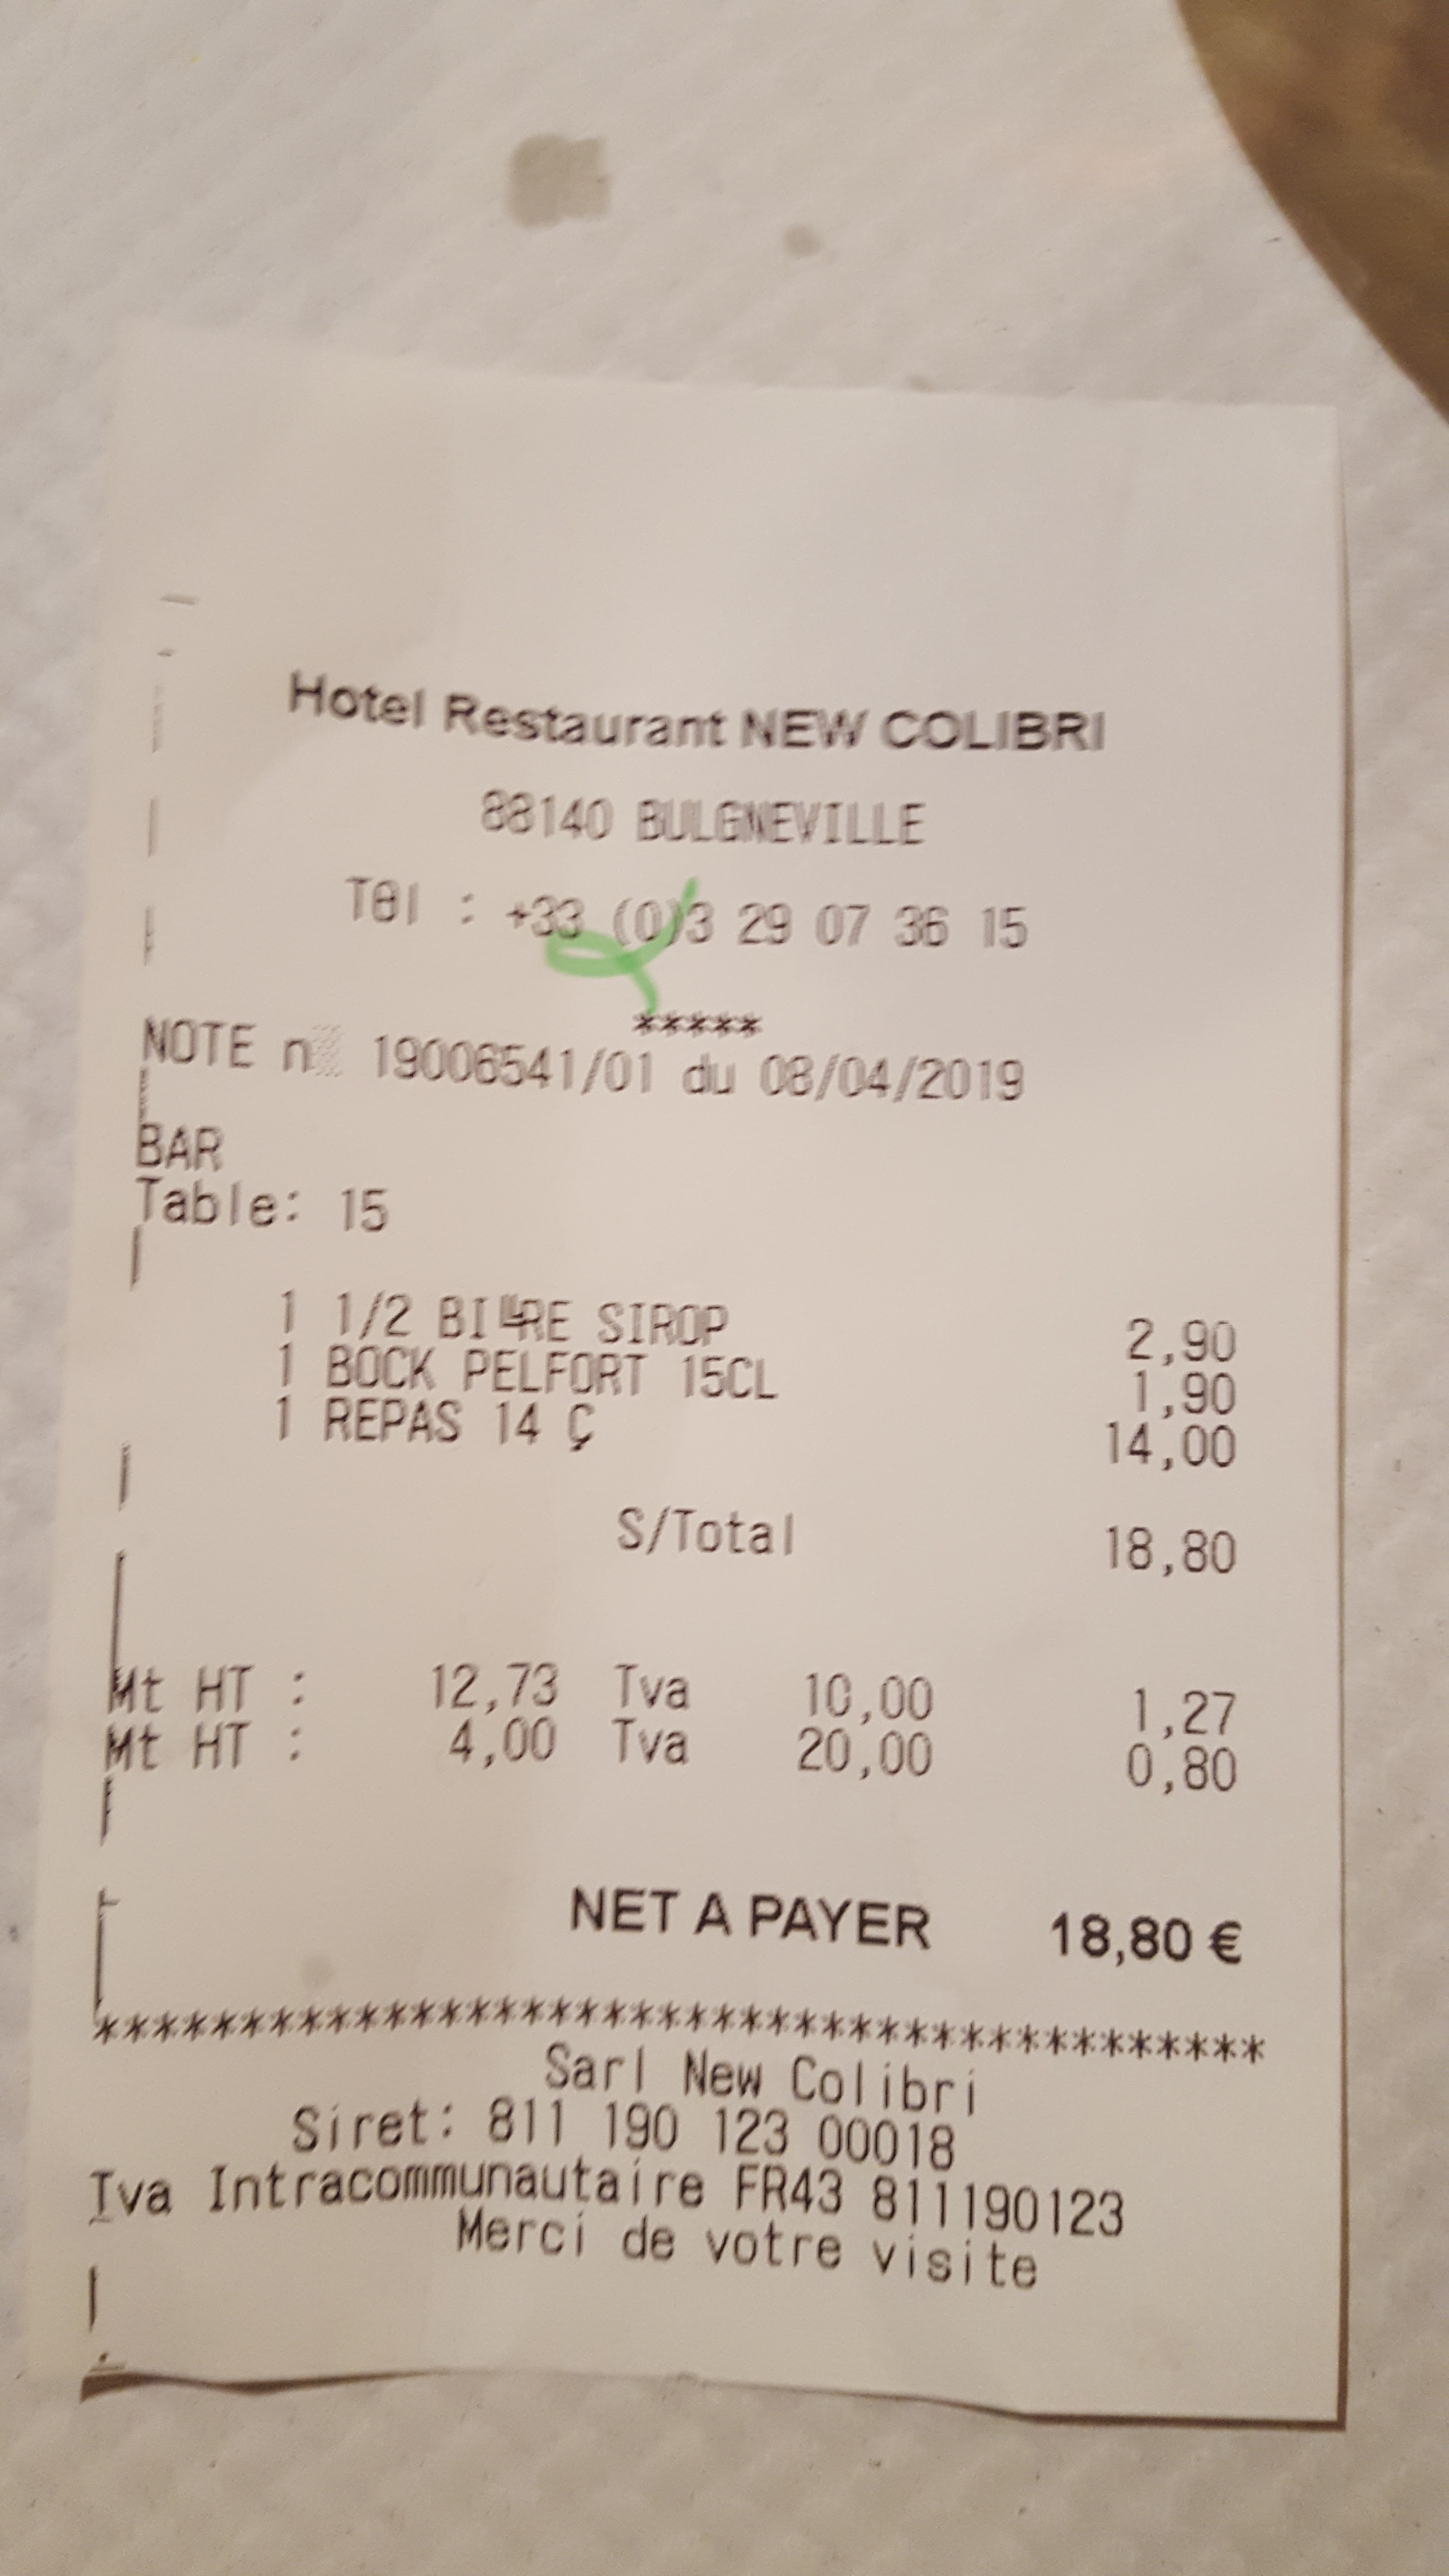 Hotel Restaurant NEW COLIBRI
88140 BULGNEVILLE
Tél : +33 (0)3 29 07 36 15
*****
NOTE n° 19006541/01 du 08/04/2019
BAR
Table: 15
1 1/2 BI╚RE SIROP 2,90
1 BOCK PELFORT 15CL 1,90
1 REPAS 14 Ç 14,00
S/Total 18,80
Mt HT : 12,73 Tva 10,00 1,27
Mt HT : 4,00 Tva 20,00 0,80
NET A PAYER 18,80 €
*****************************************
Sarl New Colibri
Siret: 811 190 123 00018
Tva Intracommunautaire FR43 811190123
Merci de votre visite